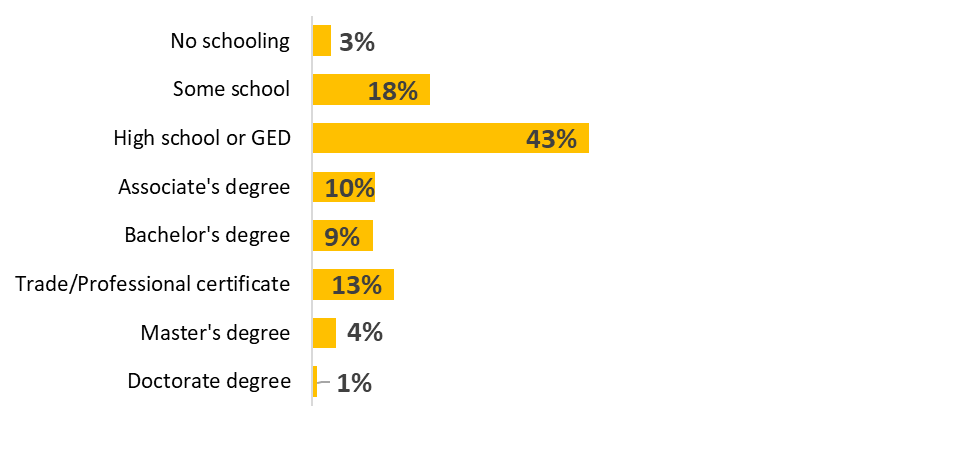 No schooling 3%
Some school 18%
High school or GED 43%
Associate's degree 10%
Bachelor's degree 9%
Trade/Professional certificate 13%
Master's degree 4%
Doctorate degree 1%